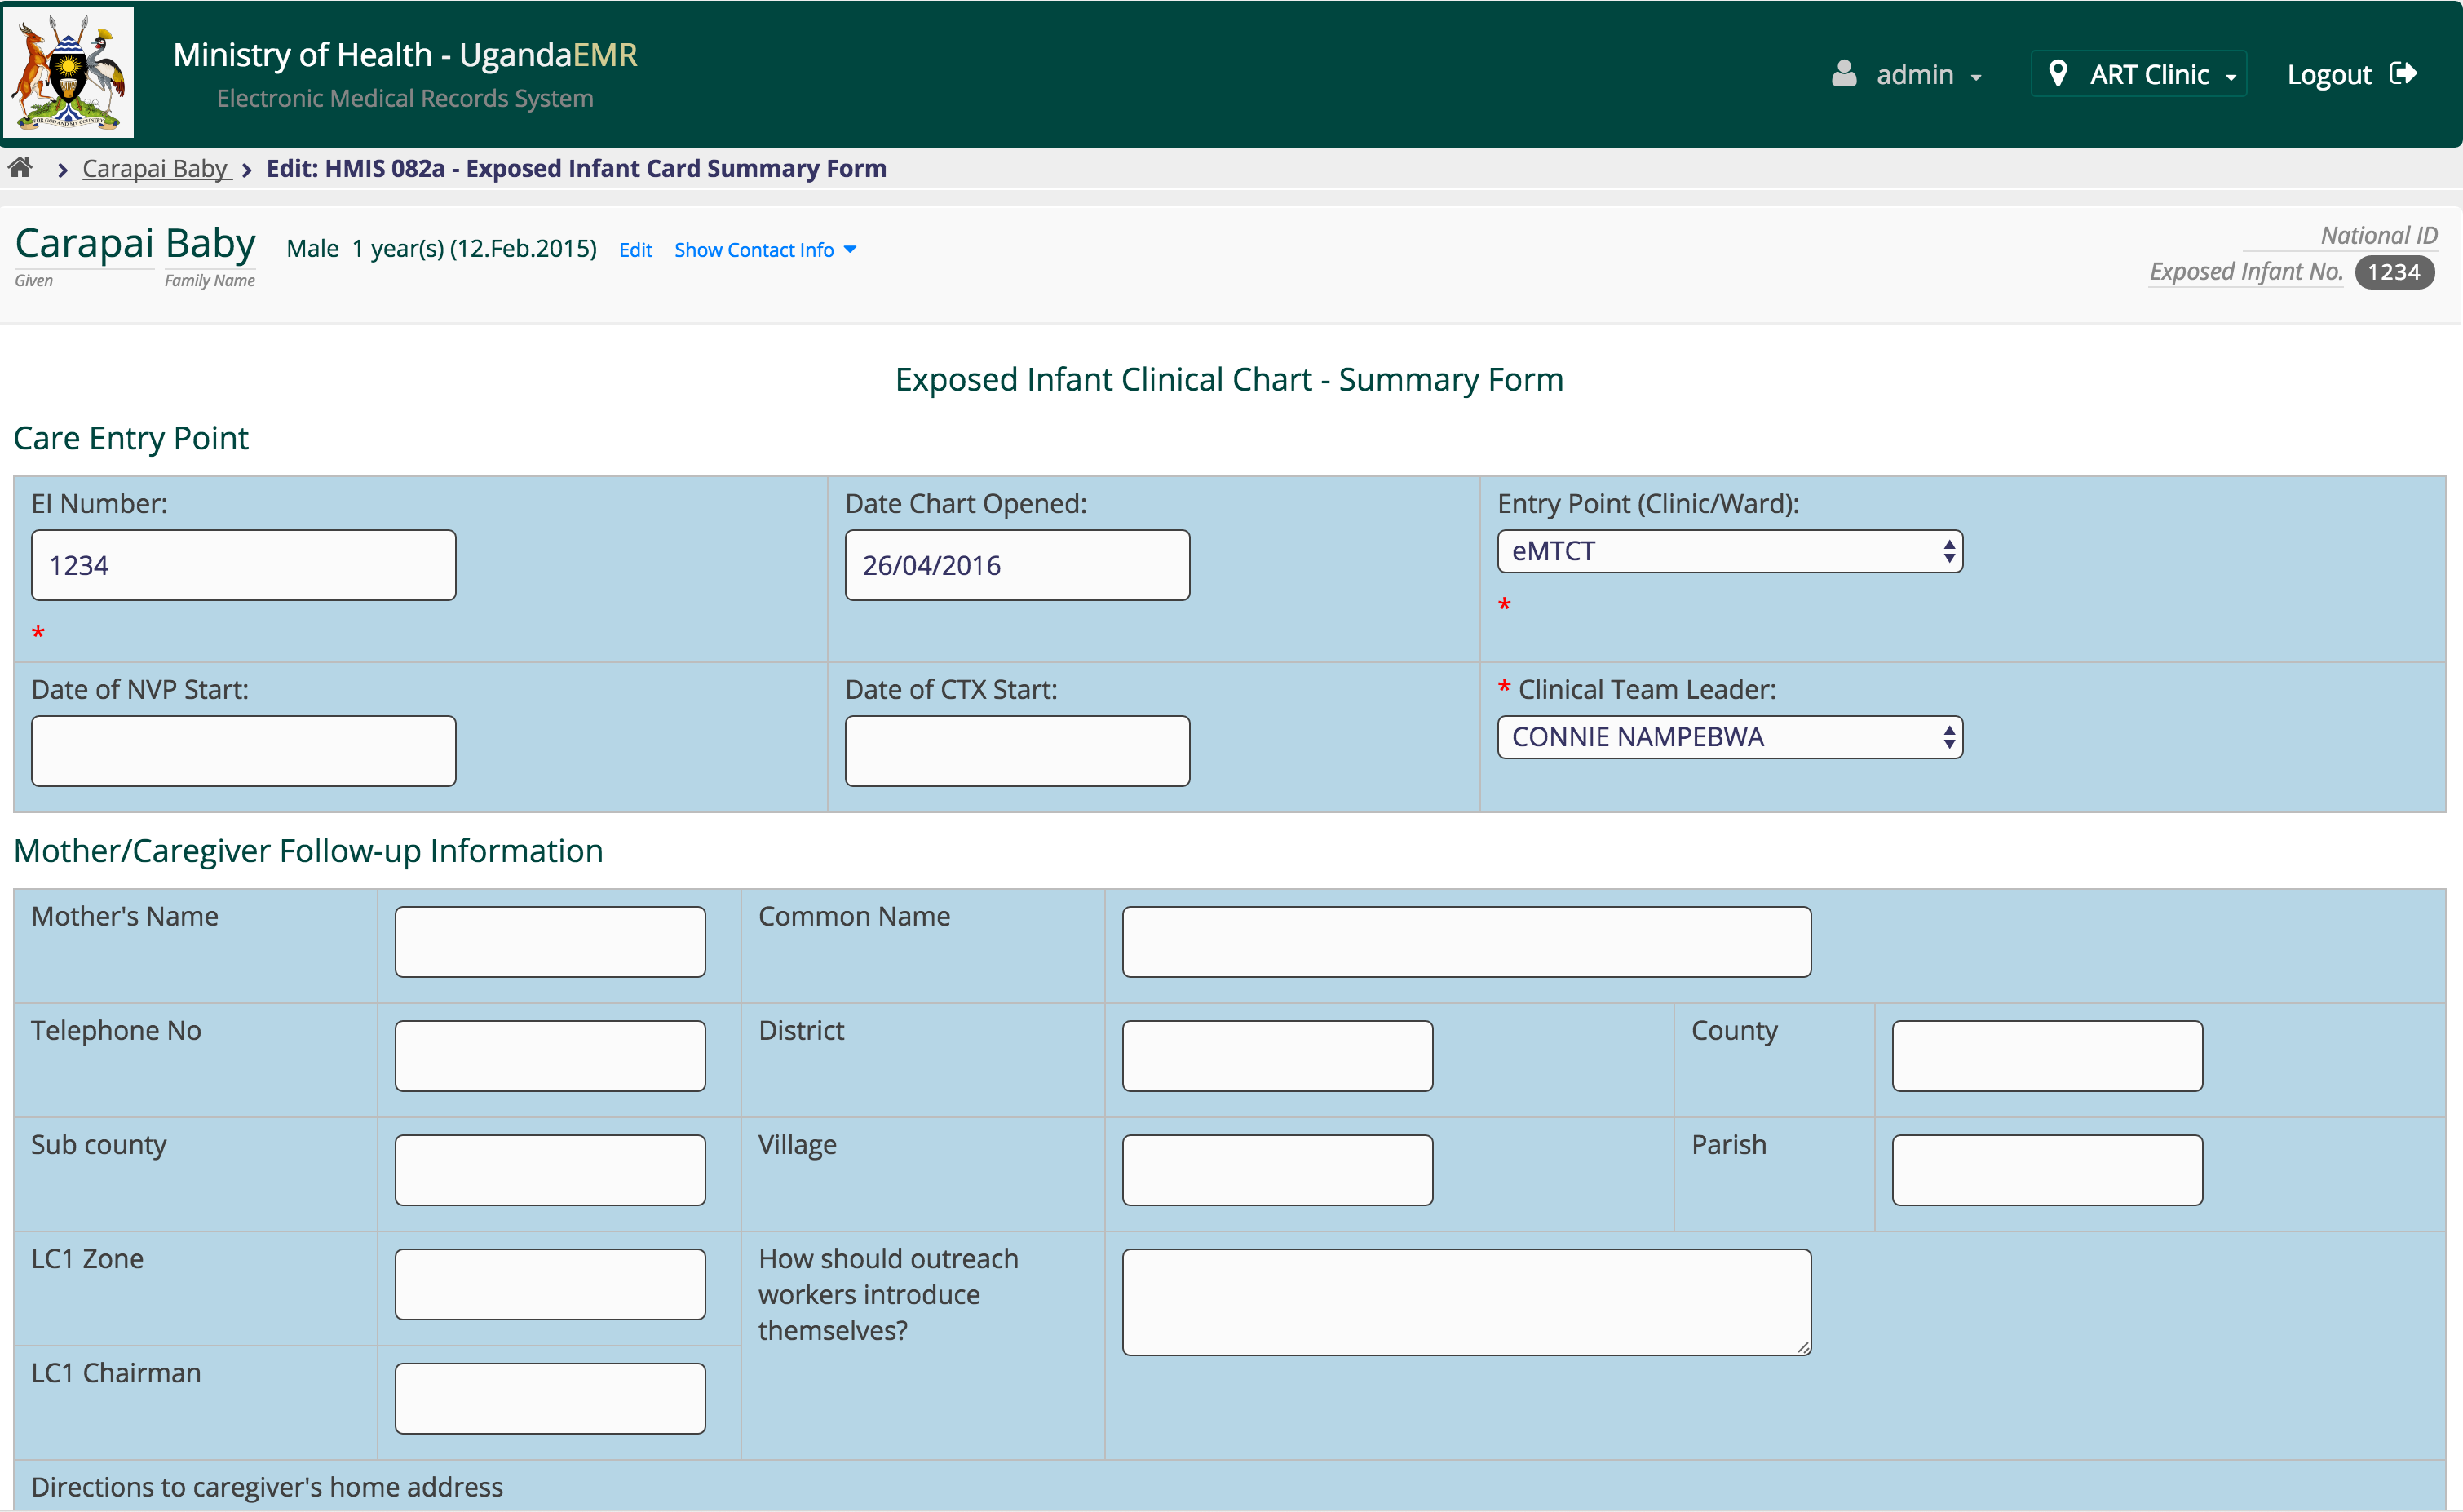 Ministry of Health - UgandaEMR
Electronic Medical Records System
admin
ART Clinic
Logout
Carapai Baby
Edit: HMIS 082a - Exposed Infant Card Summary Form
Carapai Baby Male 1 year(s) (12.Feb.2015) Edit Show Contact Info
Given Family Name
National ID
Exposed Infant No. 1234
Exposed Infant Clinical Chart - Summary Form
Care Entry Point
EI Number: Date Chart Opened: Entry Point (Clinic/Ward):
1234 26/04/2016 eMTCT
* *
Date of NVP Start: Date of CTX Start: * Clinical Team Leader:
CONNIE NAMPEBWA
Mother/Caregiver Follow-up Information
Mother's Name Common Name
Telephone No District County
Sub county Village Parish
LC1 Zone How should outreach
workers introduce
themselves?
LC1 Chairman
Directions to caregiver's home address